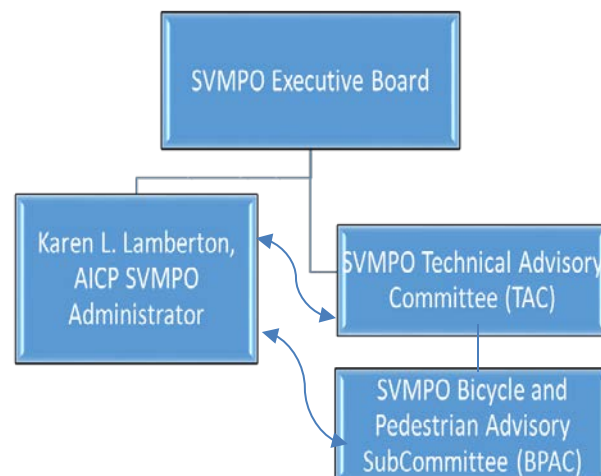 SVMPO Executive Board
Karen L. Lamberton,
AICP SVMPO
Administrator
SVMPO Technical Advisory
Committee (TAC)
SVMPO Bicycle and
Pedestrian Advisory
SubCommittee (BPAC)